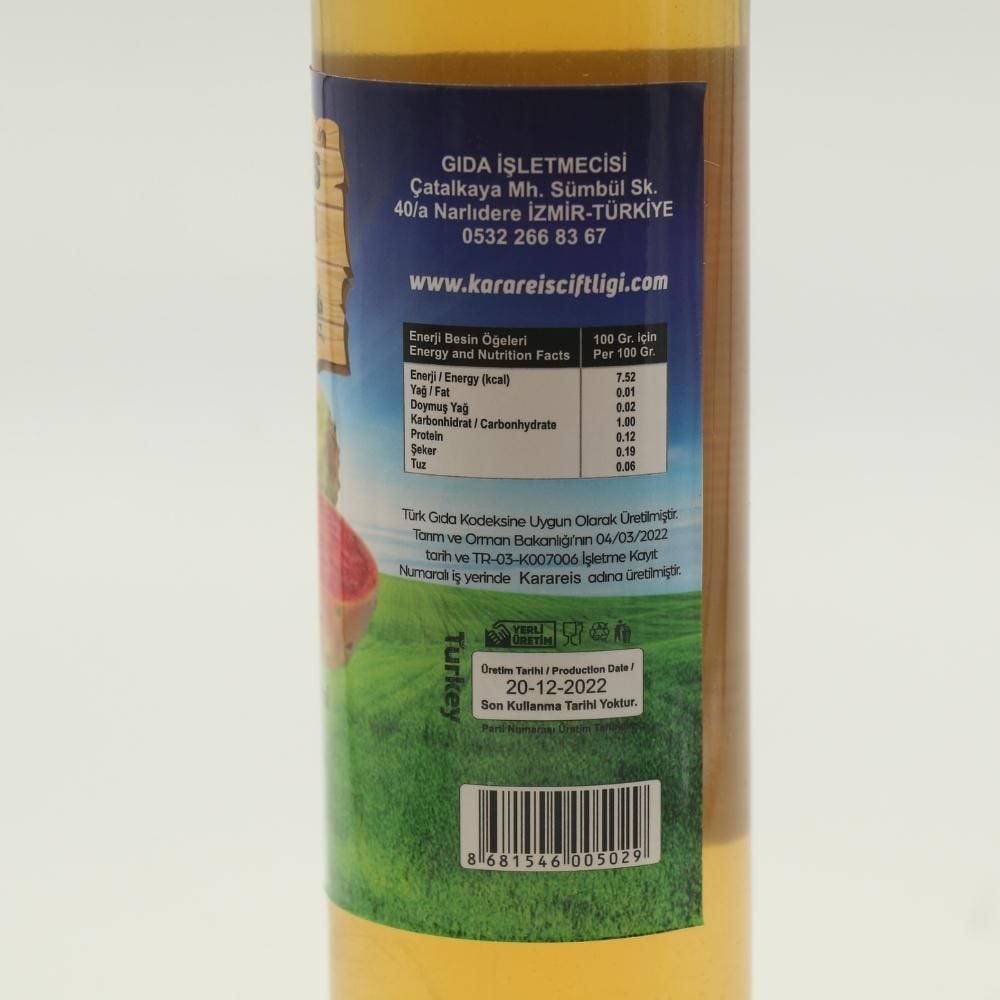 GIDA İŞLETMECİSİ
Çatalkaya Mh. Sümbül Sk.
40/a Narlıdere İZMİR-TÜRKİYE
0532 266 83 67
www.karareisciftligi.com
Enerji Besin Öğeleri
Energy and Nutrition Facts
100 Gr. için
Per 100 Gr.
Enerji / Energy (kcal) 7.52
Yağ / Fat 0.01
Doymuş Yağ 0.02
Karbonhidrat / Carbonhydrate 1.00
Protein 0.12
Şeker 0.19
Tuz 0.06
Türk Gıda Kodeksine Uygun Olarak Üretilmiştir.
Tarım ve Orman Bakanlığı'nın 04/03/2022
tarih ve TR-03-K007006 İşletme Kayıt
Numaralı iş yerinde Karareis adına üretilmiştir.
YERLİ
ÜRETİM
Turkey
Üretim Tarihi / Production Date /
20-12-2022
Son Kullanma Tarihi Yoktur.
Parti Numarası Üretim
8 681546 005029